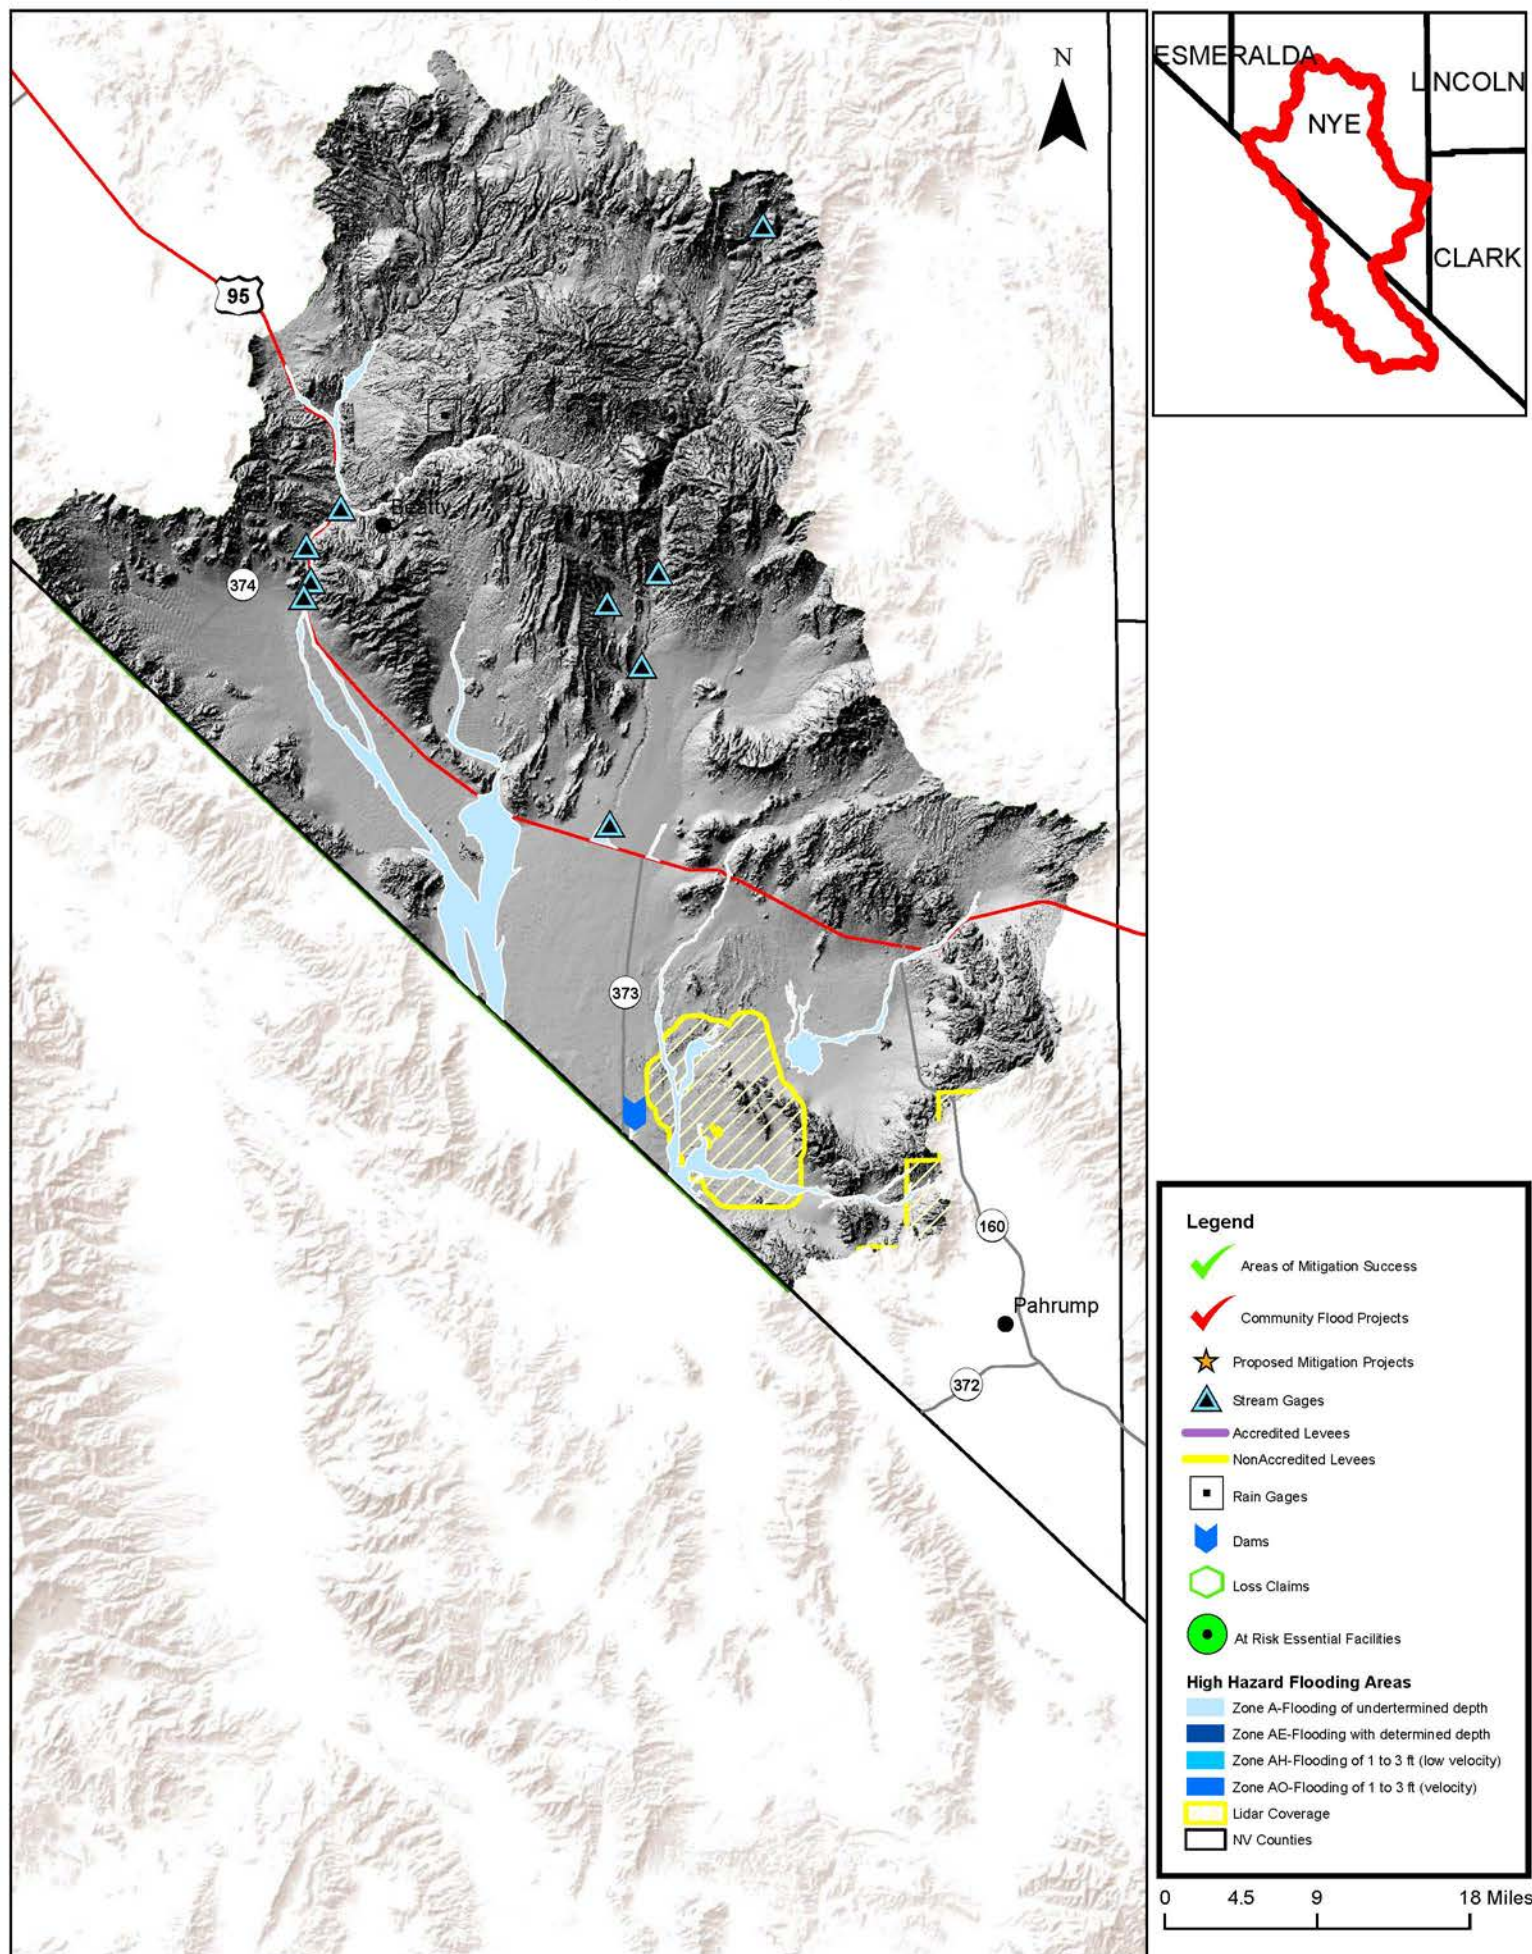 N
95
Beatty
374
373
160
Pahrump
372
ESMERALDA
LINCOLN
NYE
CLARK
Legend
Areas of Mitigation Success
Community Flood Projects
Proposed Mitigation Projects
Stream Gages
Accredited Levees
NonAccredited Levees
Rain Gages
Dams
Loss Claims
At Risk Essential Facilities
High Hazard Flooding Areas
Zone A-Flooding of undertermined depth
Zone AE-Flooding with determined depth
Zone AH-Flooding of 1 to 3 ft (low velocity)
Zone AO-Flooding of 1 to 3 ft (velocity)
Lidar Coverage
NV Counties
0 4.5 9 18 Miles